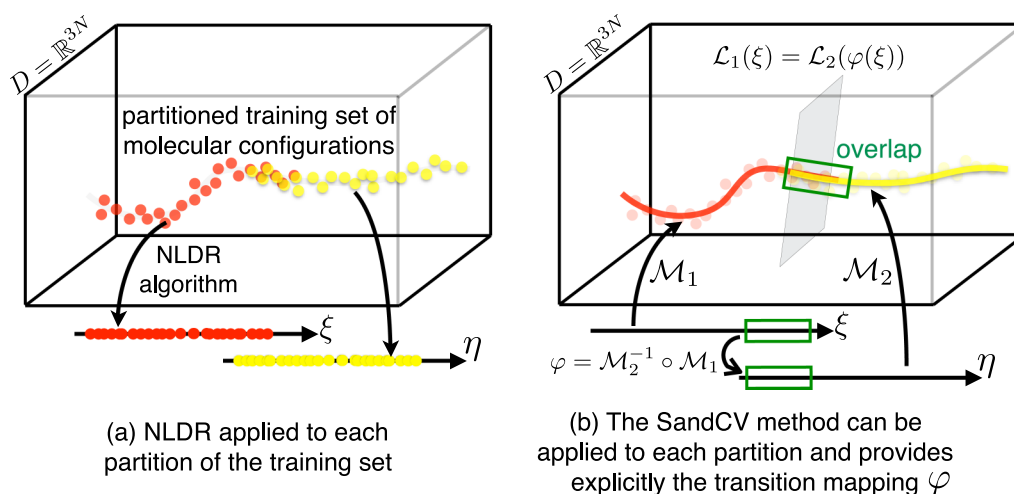 D = ℝ^{3N}
partitioned training set of
molecular configurations
NLDR
algorithm
ξ
η
(a) NLDR applied to each
partition of the training set
D = ℝ^{3N}
ℒ₁(ξ) = ℒ₂(φ(ξ))
overlap
ℳ₁
ℳ₂
ξ
φ = ℳ₂⁻¹ ∘ ℳ₁
η
(b) The SandCV method can be
applied to each partition and provides
explicitly the transition mapping φ